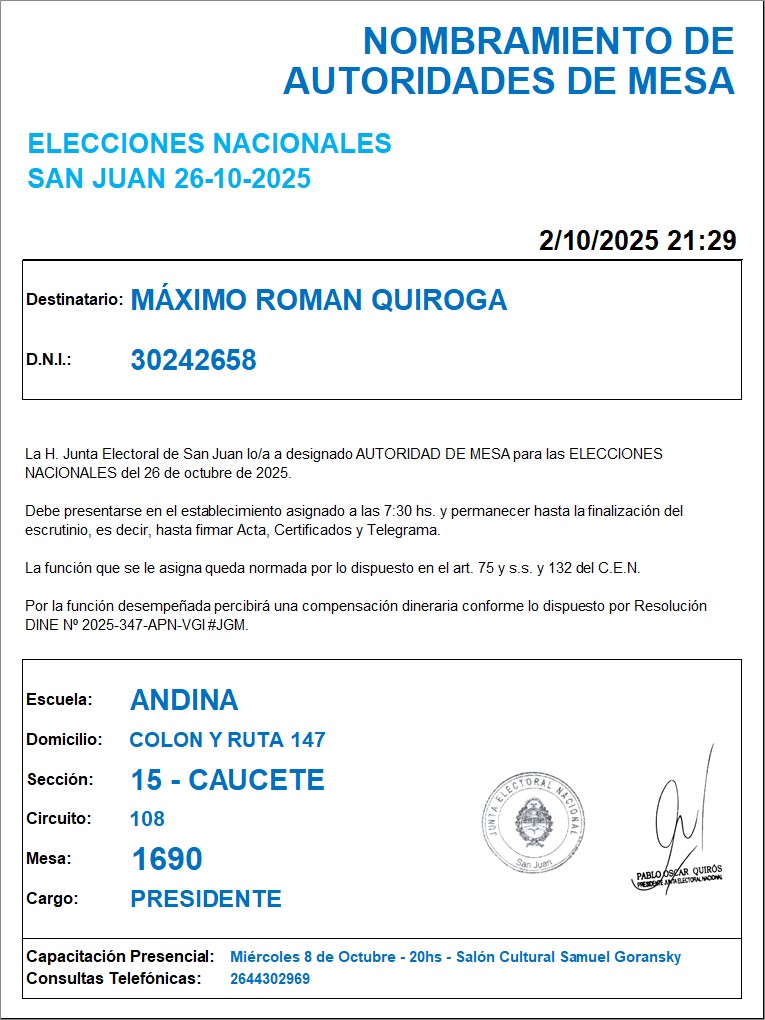 NOMBRAMIENTO DE
AUTORIDADES DE MESA
ELECCIONES NACIONALES
SAN JUAN 26-10-2025
2/10/2025 21:29
Destinatario: MÁXIMO ROMAN QUIROGA
D.N.I.: 30242658
La H. Junta Electoral de San Juan lo/a a designado AUTORIDAD DE MESA para las ELECCIONES
NACIONALES del 26 de octubre de 2025.
Debe presentarse en el establecimiento asignado a las 7:30 hs. y permanecer hasta la finalización del
escrutinio, es decir, hasta firmar Acta, Certificados y Telegrama.
La función que se le asigna queda normada por lo dispuesto en el art. 75 y s.s. y 132 del C.E.N.
Por la función desempeñada percibirá una compensación dineraria conforme lo dispuesto por Resolución
DINE Nº 2025-347-APN-VGI#JGM.
Escuela: ANDINA
Domicilio: COLON Y RUTA 147
Sección: 15 - CAUCETE
Circuito: 108
Mesa: 1690
Cargo: PRESIDENTE
JUNTA ELECTORAL NACIONAL
San Juan
PABLO OSCAR QUIRÓS
PRESIDENTE JUNTA ELECTORAL NACIONAL
Capacitación Presencial: Miércoles 8 de Octubre - 20hs - Salón Cultural Samuel Goransky
Consultas Telefónicas: 2644302969